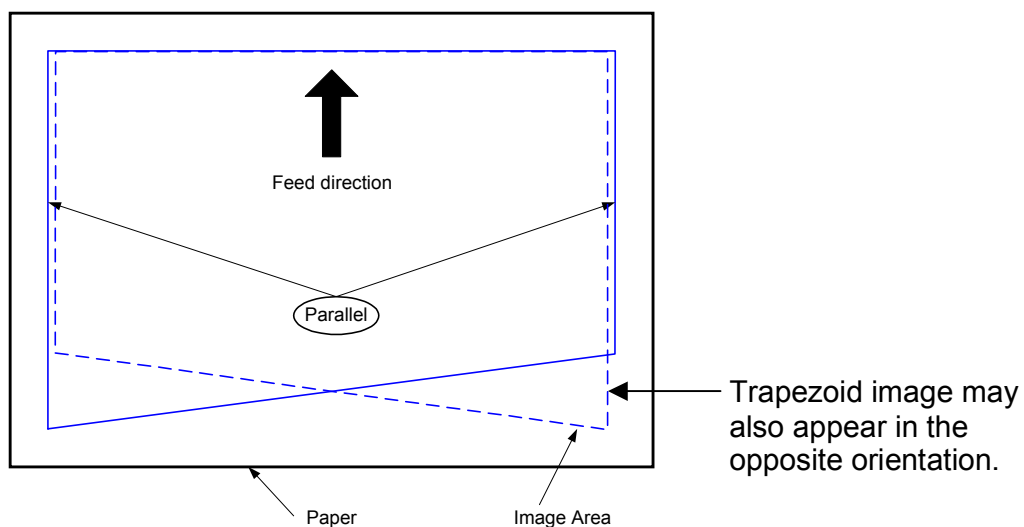 Feed direction
Parallel
Trapezoid image may
also appear in the
opposite orientation.
Paper
Image Area